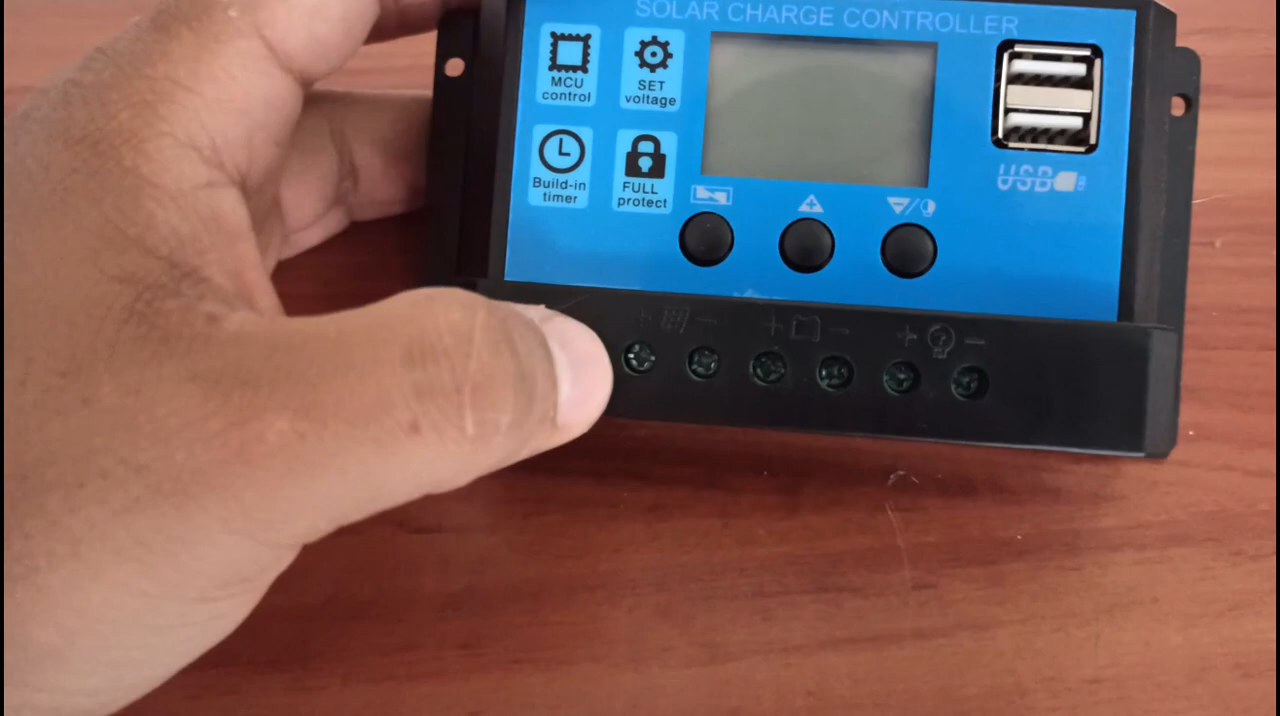 SOLAR CHARGE CONTROLLER
MCU
control
SET
voltage
Build-in
timer
FULL
protect
USB